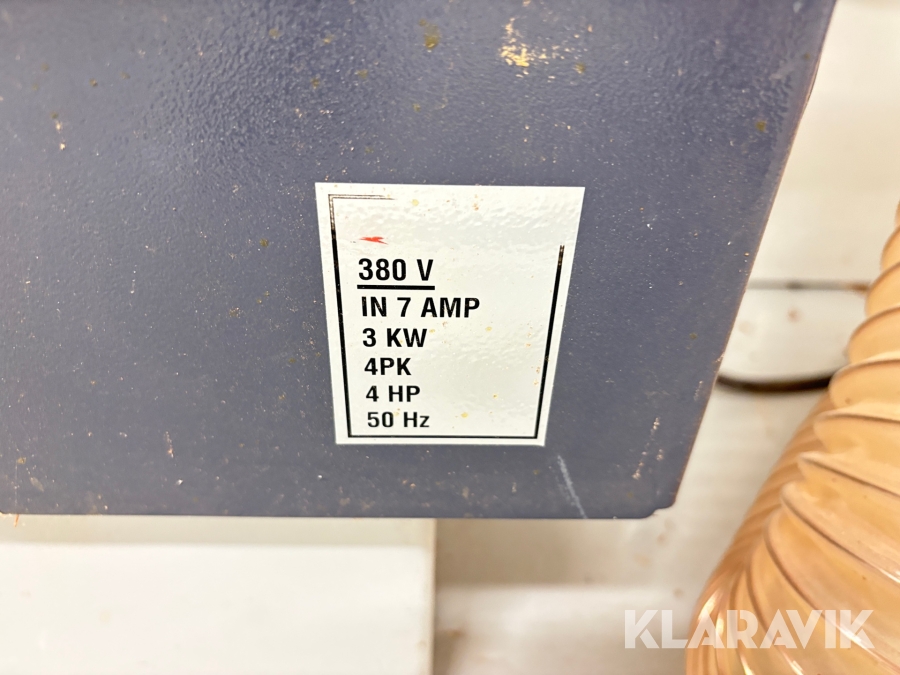 380 V
IN 7 AMP
3 KW
4PK
4 HP
50 Hz
KLARAVIK